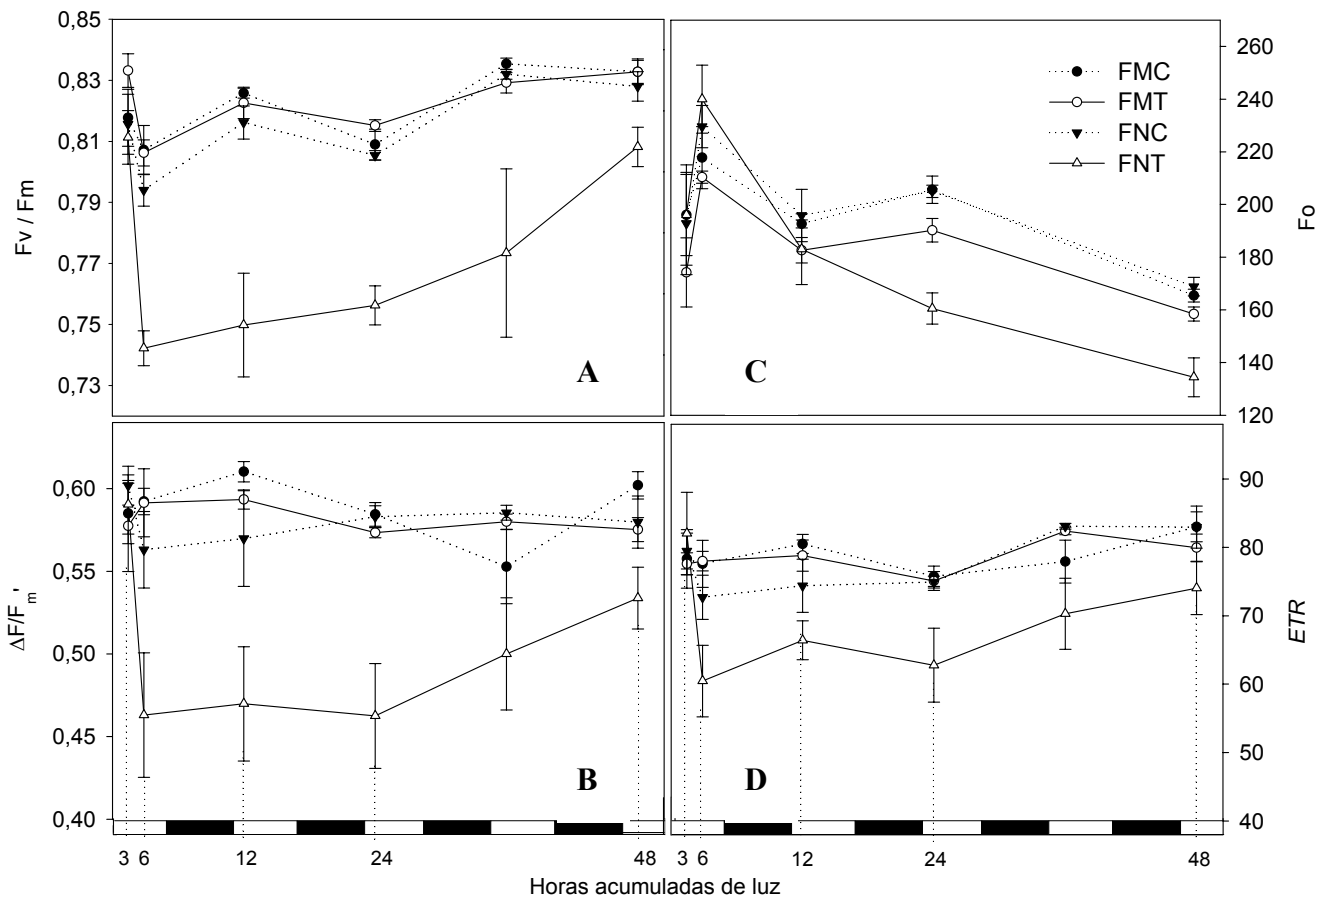 0,85
0,83
0,81
0,79
0,77
0,75
0,73
Fv / Fm
A
FMC
FMT
FNC
FNT
C
260
240
220
200
180
160
140
120
Fo
0,60
0,55
0,50
0,45
0,40
ΔF/Fm'
B
D
90
80
70
60
50
40
ETR
3 6 12 24 48
3 6 12 24 48
Horas acumuladas de luz